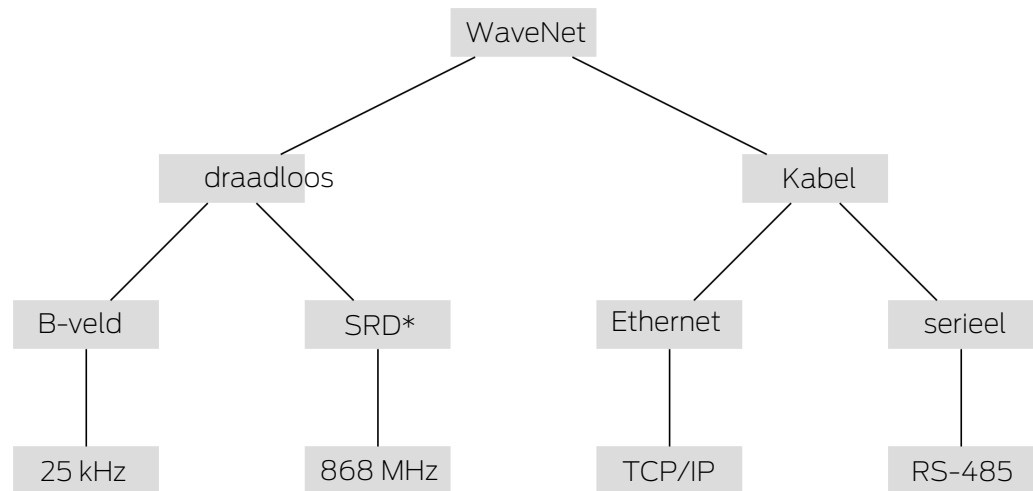 WaveNet
draadloos
Kabel
B-veld
SRD*
Ethernet
serieel
25 kHz
868 MHz
TCP/IP
RS-485